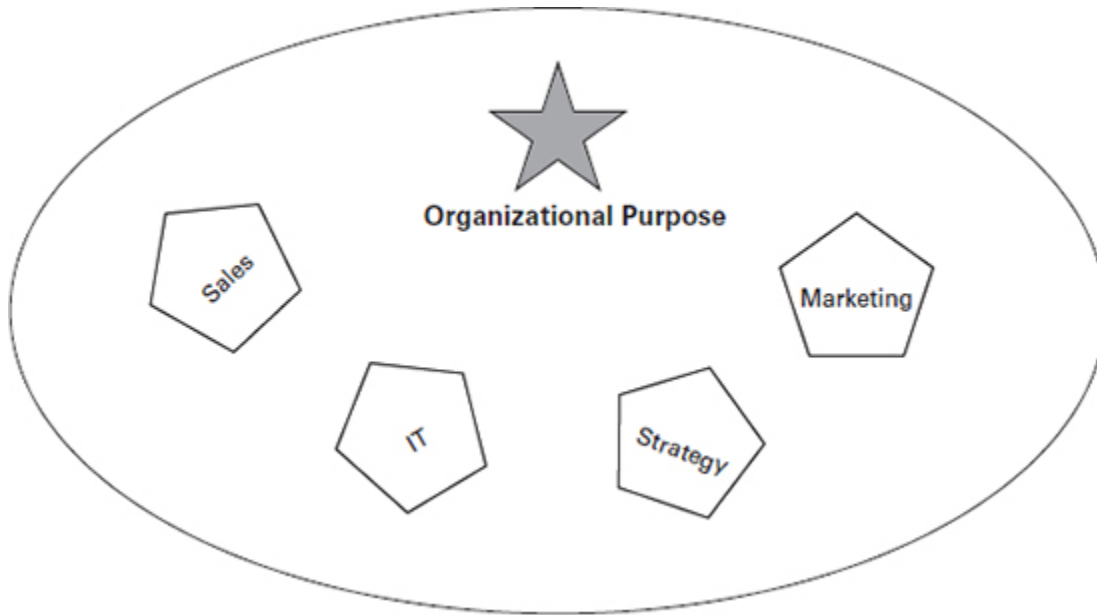 Organizational Purpose
Sales
Marketing
IT
Strategy